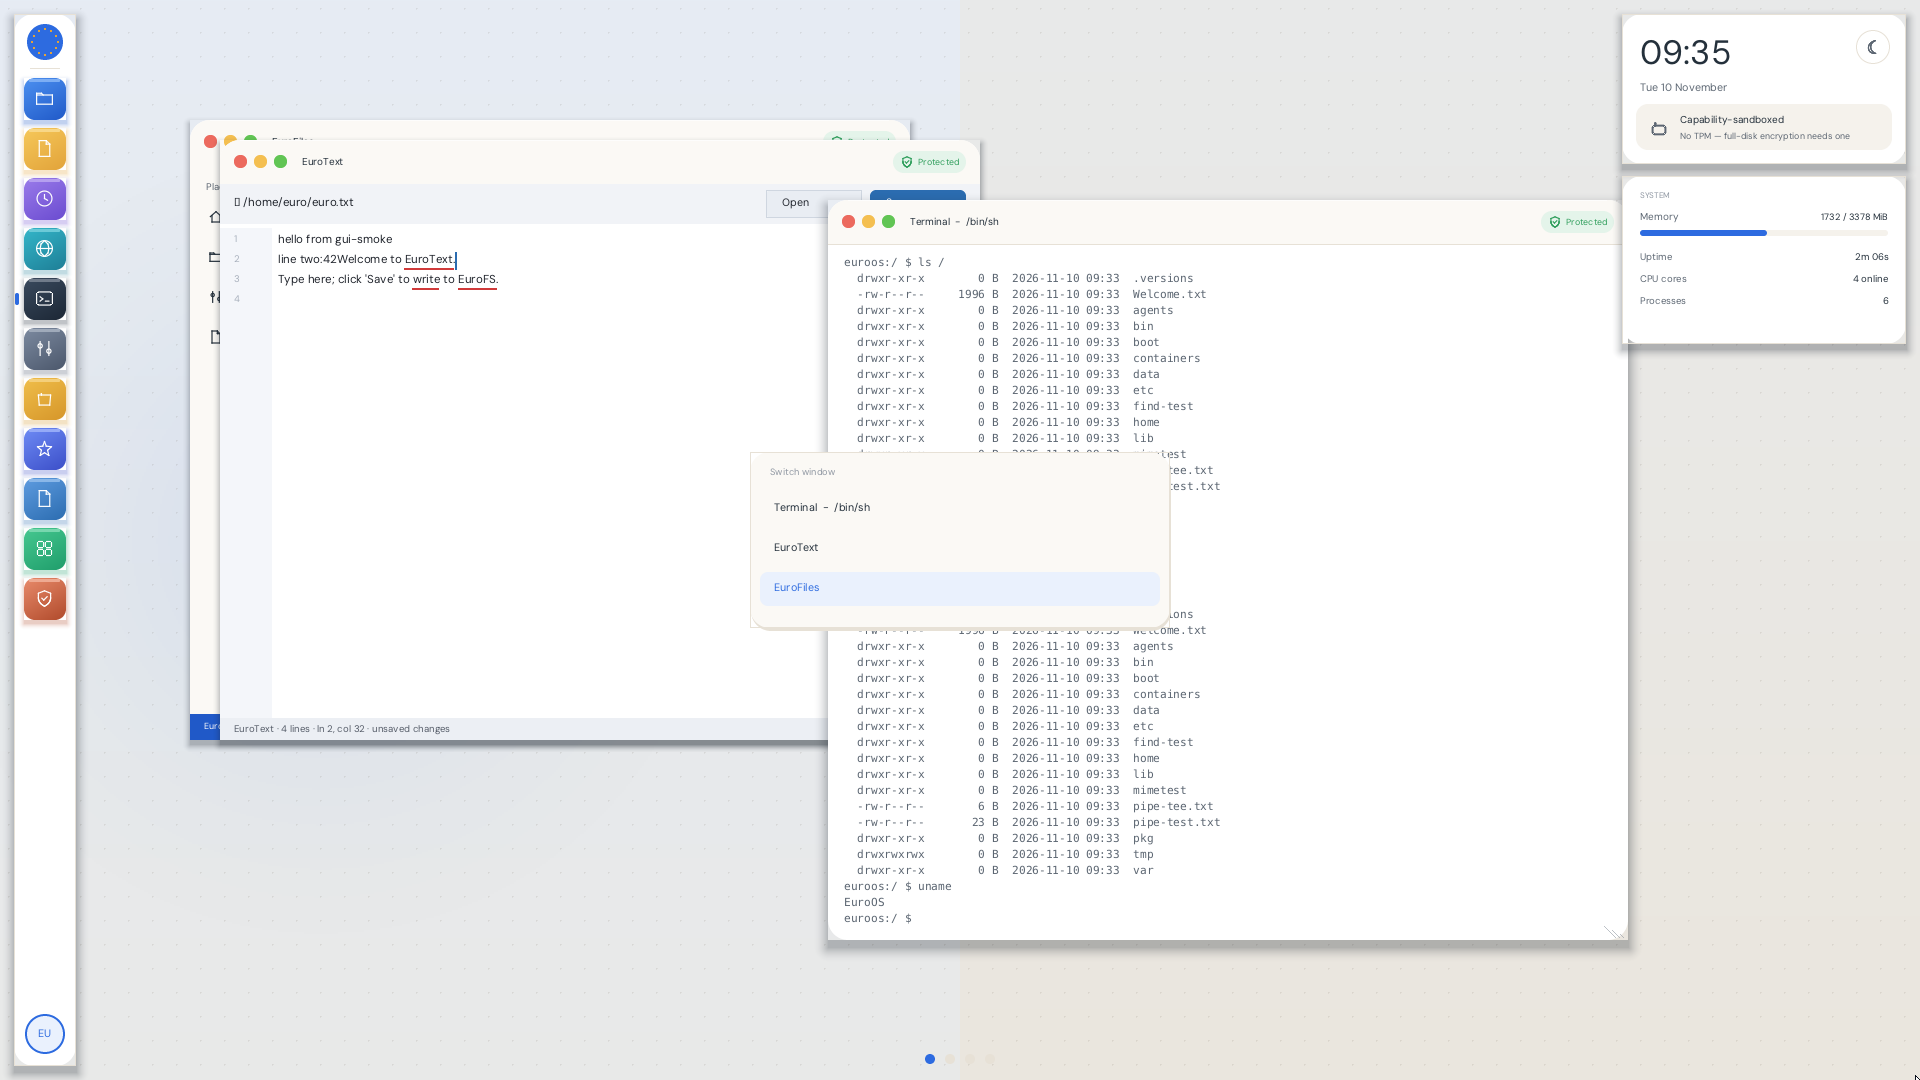 EuroText
Protected
/home/euro/euro.txt
Open
1 hello from gui-smoke
2 line two:42Welcome to EuroText.
3 Type here; click 'Save' to write to EuroFS.
4
EuroText · 4 lines · ln 2, col 32 · unsaved changes
Terminal - /bin/sh
Protected
euroos:/ $ ls /
drwxr-xr-x 0 B 2026-11-10 09:33 .versions
-rw-r--r-- 1996 B 2026-11-10 09:33 Welcome.txt
drwxr-xr-x 0 B 2026-11-10 09:33 agents
drwxr-xr-x 0 B 2026-11-10 09:33 bin
drwxr-xr-x 0 B 2026-11-10 09:33 boot
drwxr-xr-x 0 B 2026-11-10 09:33 containers
drwxr-xr-x 0 B 2026-11-10 09:33 data
drwxr-xr-x 0 B 2026-11-10 09:33 etc
drwxr-xr-x 0 B 2026-11-10 09:33 find-test
drwxr-xr-x 0 B 2026-11-10 09:33 home
drwxr-xr-x 0 B 2026-11-10 09:33 lib
Switch window
Terminal - /bin/sh
EuroText
EuroFiles
drwxr-xr-x 0 B 2026-11-10 09:33 agents
drwxr-xr-x 0 B 2026-11-10 09:33 bin
drwxr-xr-x 0 B 2026-11-10 09:33 boot
drwxr-xr-x 0 B 2026-11-10 09:33 containers
drwxr-xr-x 0 B 2026-11-10 09:33 data
drwxr-xr-x 0 B 2026-11-10 09:33 etc
drwxr-xr-x 0 B 2026-11-10 09:33 find-test
drwxr-xr-x 0 B 2026-11-10 09:33 home
drwxr-xr-x 0 B 2026-11-10 09:33 lib
drwxr-xr-x 0 B 2026-11-10 09:33 mimetest
-rw-r--r-- 6 B 2026-11-10 09:33 pipe-tee.txt
-rw-r--r-- 23 B 2026-11-10 09:33 pipe-test.txt
drwxr-xr-x 0 B 2026-11-10 09:33 pkg
drwxrwxrwx 0 B 2026-11-10 09:33 tmp
drwxr-xr-x 0 B 2026-11-10 09:33 var
euroos:/ $ uname
EuroOS
euroos:/ $
09:35
Tue 10 November
Capability-sandboxed
No TPM — full-disk encryption needs one
SYSTEM
Memory 1732 / 3378 MiB
Uptime 2m 06s
CPU cores 4 online
Processes 6
EU